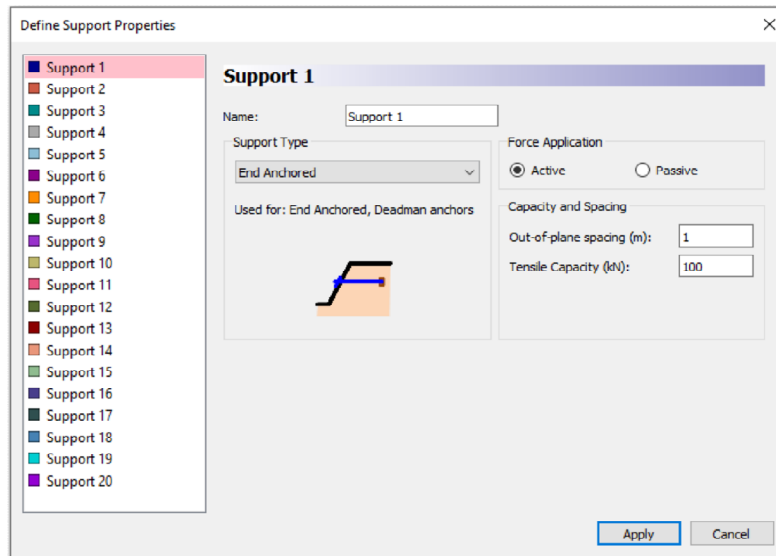 Define Support Properties
Support 1
Support 2
Support 3
Support 4
Support 5
Support 6
Support 7
Support 8
Support 9
Support 10
Support 11
Support 12
Support 13
Support 14
Support 15
Support 16
Support 17
Support 18
Support 19
Support 20
Support 1
Name: Support 1
Support Type
End Anchored
Used for: End Anchored, Deadman anchors
Force Application
Active Passive
Capacity and Spacing
Out-of-plane spacing (m): 1
Tensile Capacity (kN): 100
Apply Cancel